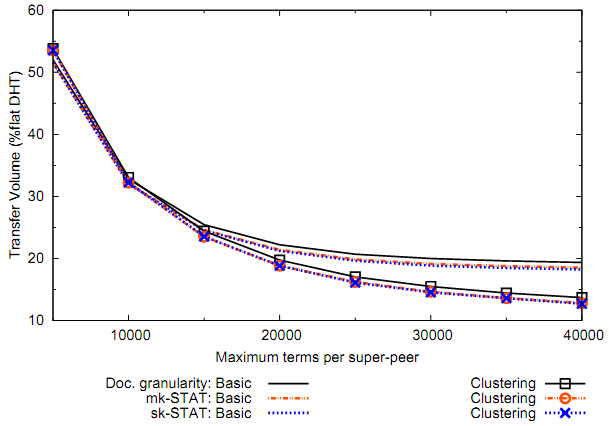 60
50
40
30
20
10
Transfer Volume (%flat DHT)
10000 20000 30000 40000
Maximum terms per super-peer
Doc. granularity: Basic Clustering
mk-STAT: Basic Clustering
sk-STAT: Basic Clustering